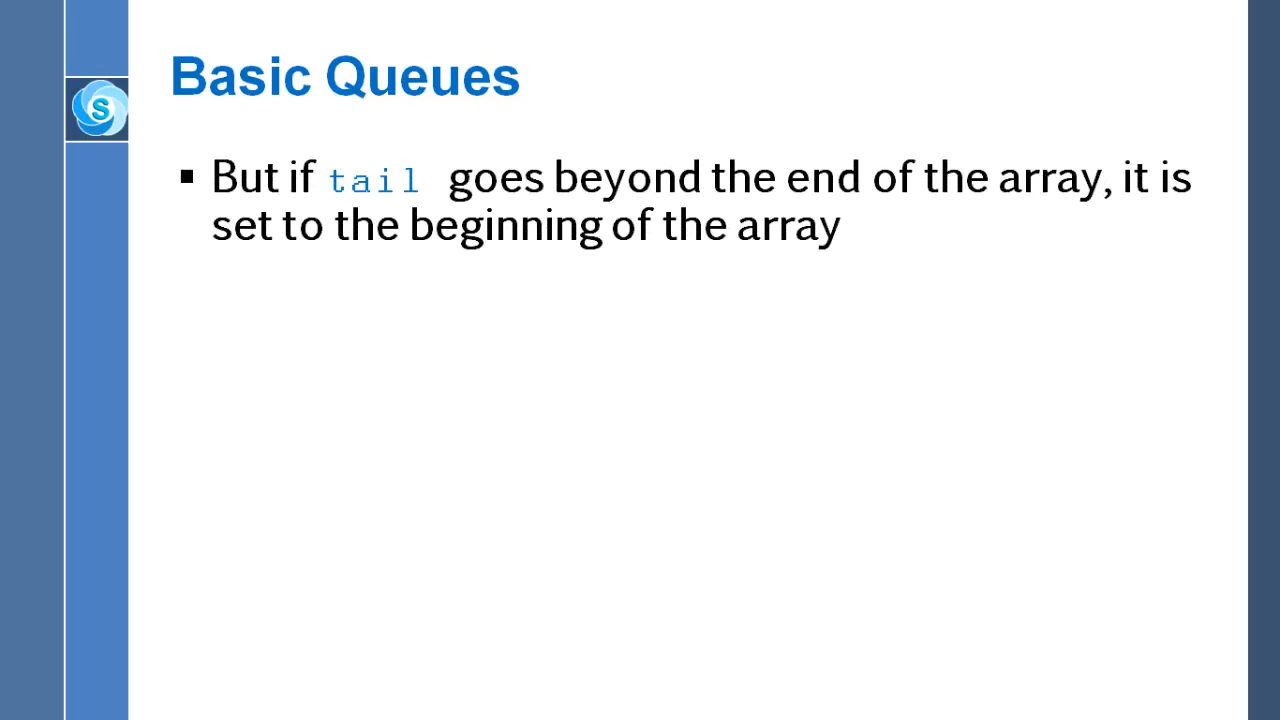 Basic Queues
S
▪ But if tail goes beyond the end of the array, it is
set to the beginning of the array